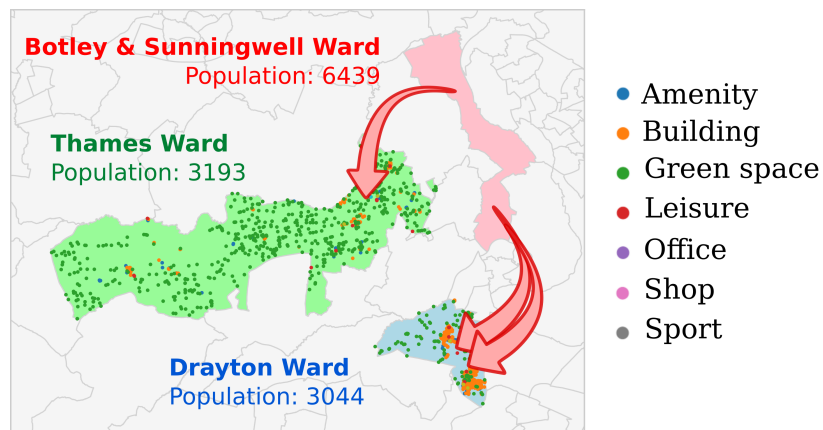 Botley & Sunningwell Ward
Population: 6439
Thames Ward
Population: 3193
Drayton Ward
Population: 3044
Amenity
Building
Green space
Leisure
Office
Shop
Sport